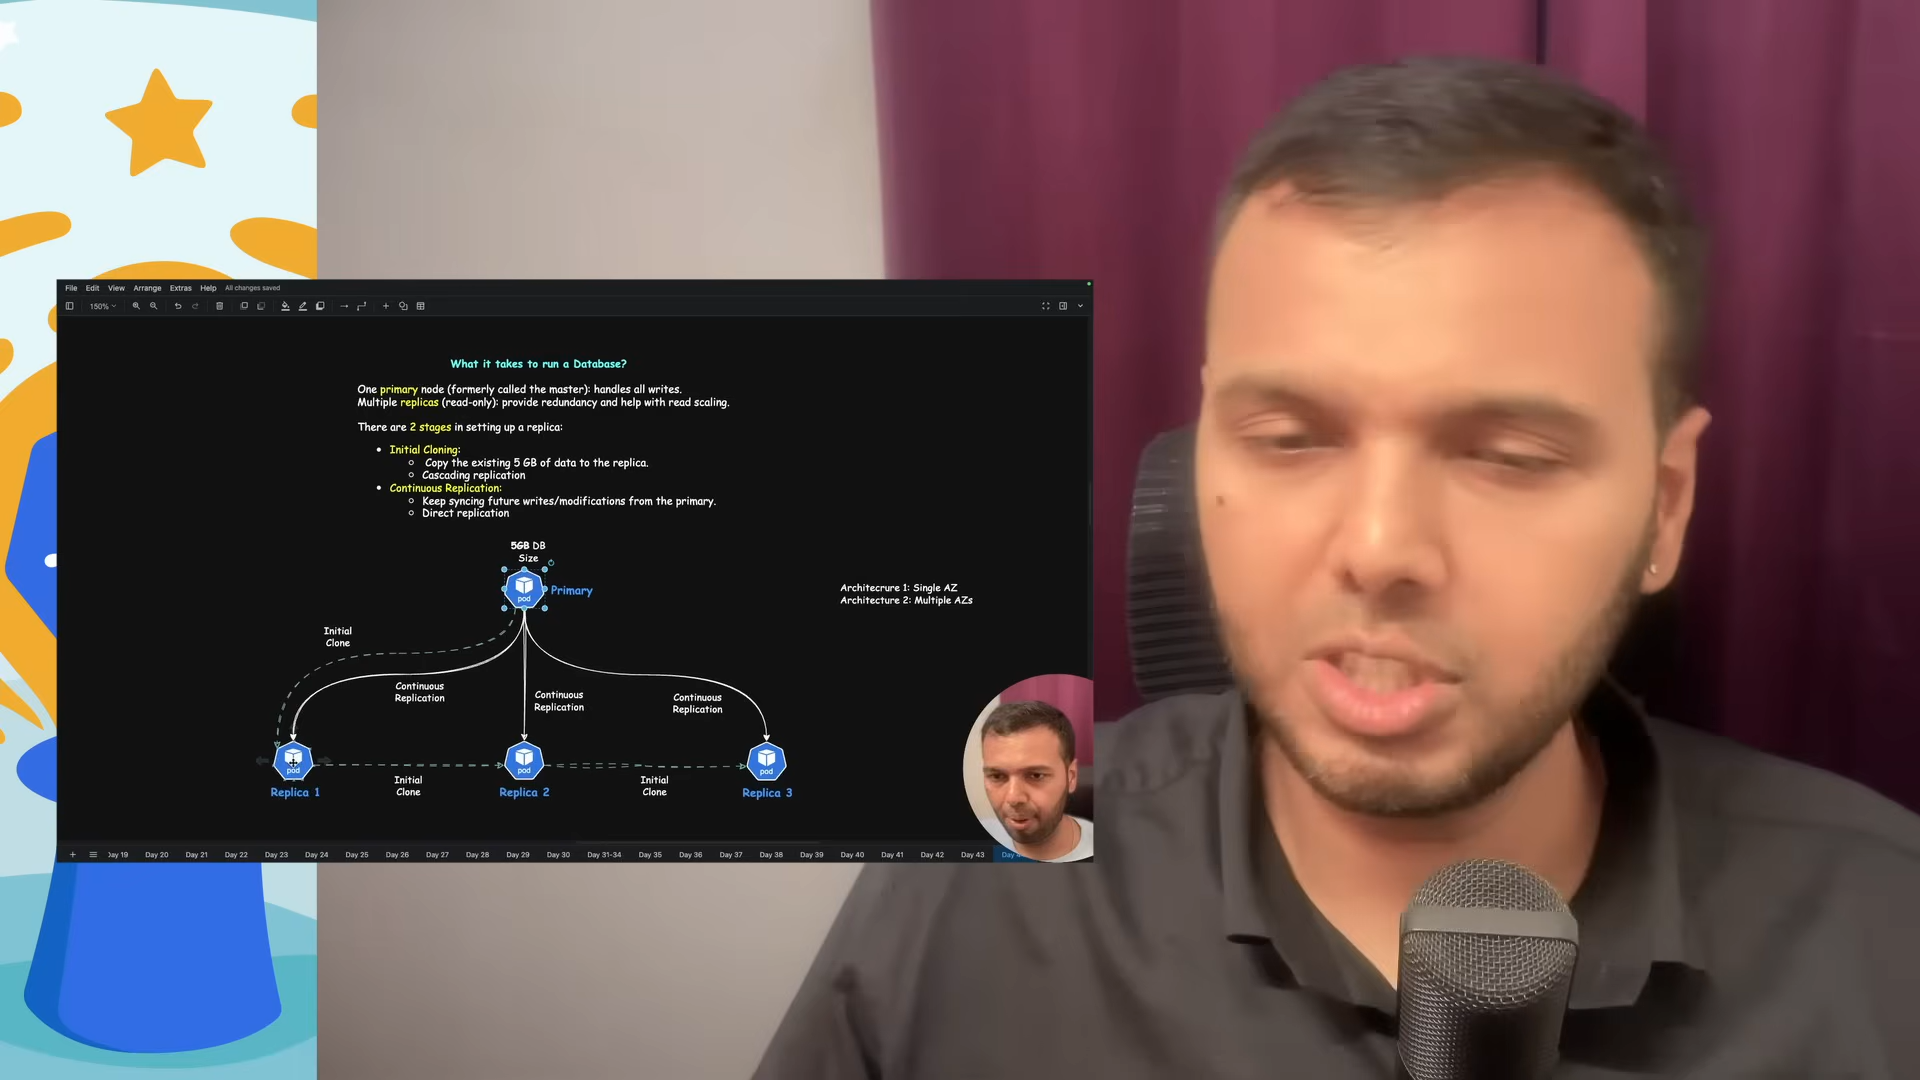 File Edit View Arrange Extras Help All changes saved
150%
What it takes to run a Database?
One primary node (formerly called the master): handles all writes.
Multiple replicas (read-only): provide redundancy and help with read scaling.
There are 2 stages in setting up a replica:
Initial Cloning:
Copy the existing 5 GB of data to the replica.
Cascading replication
Continuous Replication:
Keep syncing future writes/modifications from the primary.
Direct replication
5GB DB
Size
pod
Primary
Architecrure 1: Single AZ
Architecture 2: Multiple AZs
Initial
Clone
Continuous
Replication
Continuous
Replication
Continuous
Replication
pod
pod
pod
Initial
Clone
Initial
Clone
Replica 1
Replica 2
Replica 3
Day 20 Day 21 Day 22 Day 23 Day 24 Day 25 Day 26 Day 27 Day 28 Day 29 Day 30 Day 31-34 Day 35 Day 36 Day 37 Day 38 Day 39 Day 40 Day 41 Day 42 Day 43